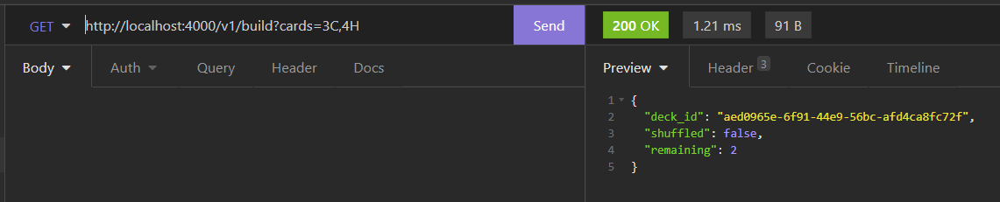 GET http://localhost:4000/v1/build?cards=3C,4H Send 200 OK 1.21 ms 91 B
Body Auth Query Header Docs Preview Header 3 Cookie Timeline
1 {
2 "deck_id": "aed0965e-6f91-44e9-56bc-afd4ca8fc72f",
3 "shuffled": false,
4 "remaining": 2
5 }